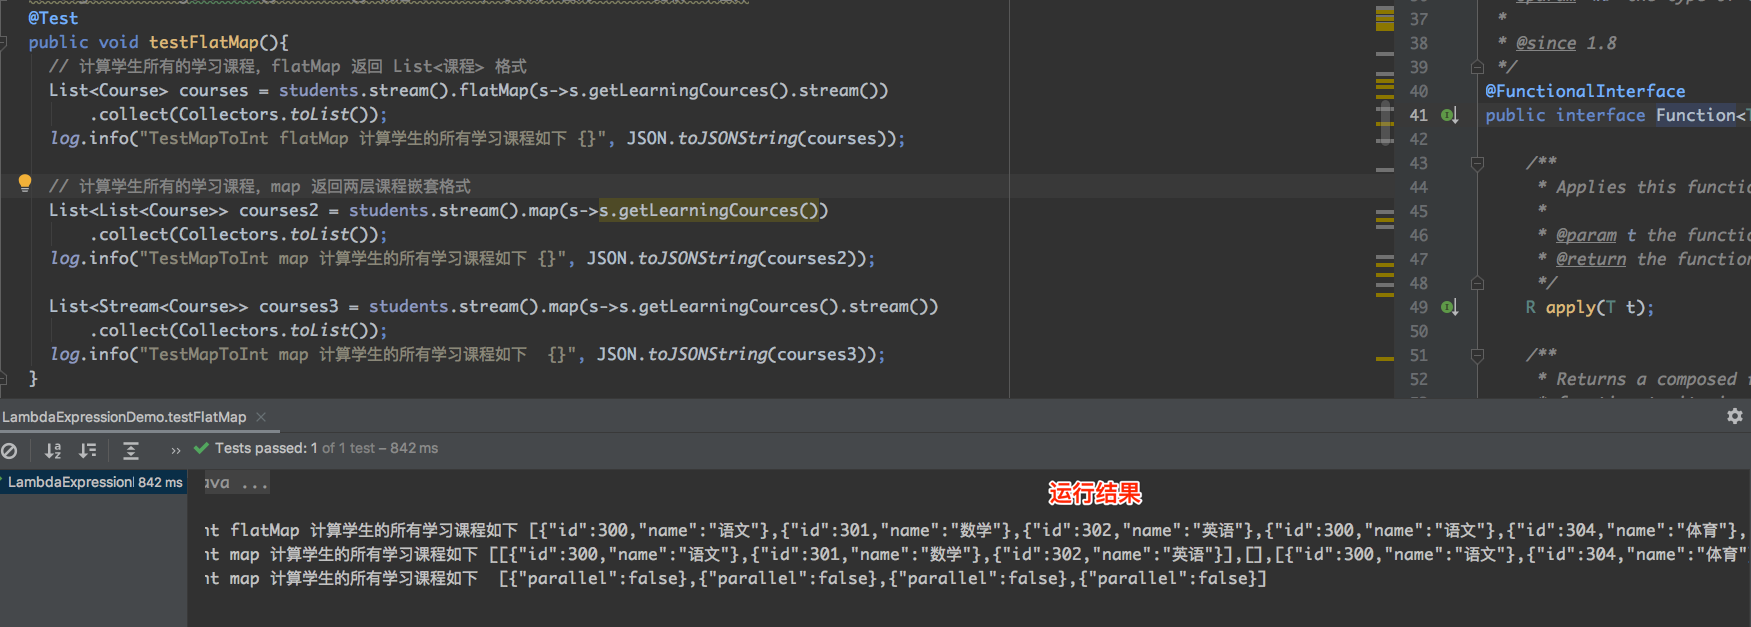 @Test
public void testFlatMap(){
// 计算学生所有的学习课程，flatMap 返回 List<课程> 格式
List<Course> courses = students.stream().flatMap(s->s.getLearningCources().stream())
.collect(Collectors.toList());
log.info("TestMapToInt flatMap 计算学生的所有学习课程如下 {}", JSON.toJSONString(courses));
// 计算学生所有的学习课程，map 返回两层课程嵌套格式
List<List<Course>> courses2 = students.stream().map(s->s.getLearningCources())
.collect(Collectors.toList());
log.info("TestMapToInt map 计算学生的所有学习课程如下 {}", JSON.toJSONString(courses2));
List<Stream<Course>> courses3 = students.stream().map(s->s.getLearningCources().stream())
.collect(Collectors.toList());
log.info("TestMapToInt map 计算学生的所有学习课程如下  {}", JSON.toJSONString(courses3));
}
37 *
38 * @since 1.8
39 */
40 @FunctionalInterface
41 public interface Function<T
42
43 /**
44 * Applies this functio
45 *
46 * @param t the functio
47 * @return the function
48 */
49 R apply(T t);
50
51 /**
52 * Returns a composed
LambdaExpressionDemo.testFlatMap ×
» Tests passed: 1 of 1 test – 842 ms
LambdaExpressionI 842 ms
ava ...
运行结果
nt flatMap 计算学生的所有学习课程如下 [{"id":300,"name":"语文"},{"id":301,"name":"数学"},{"id":302,"name":"英语"},{"id":300,"name":"语文"},{"id":304,"name":"体育"},
nt map 计算学生的所有学习课程如下 [[{"id":300,"name":"语文"},{"id":301,"name":"数学"},{"id":302,"name":"英语"}],[],[{"id":300,"name":"语文"},{"id":304,"name":"体育"
nt map 计算学生的所有学习课程如下  [{"parallel":false},{"parallel":false},{"parallel":false},{"parallel":false}]